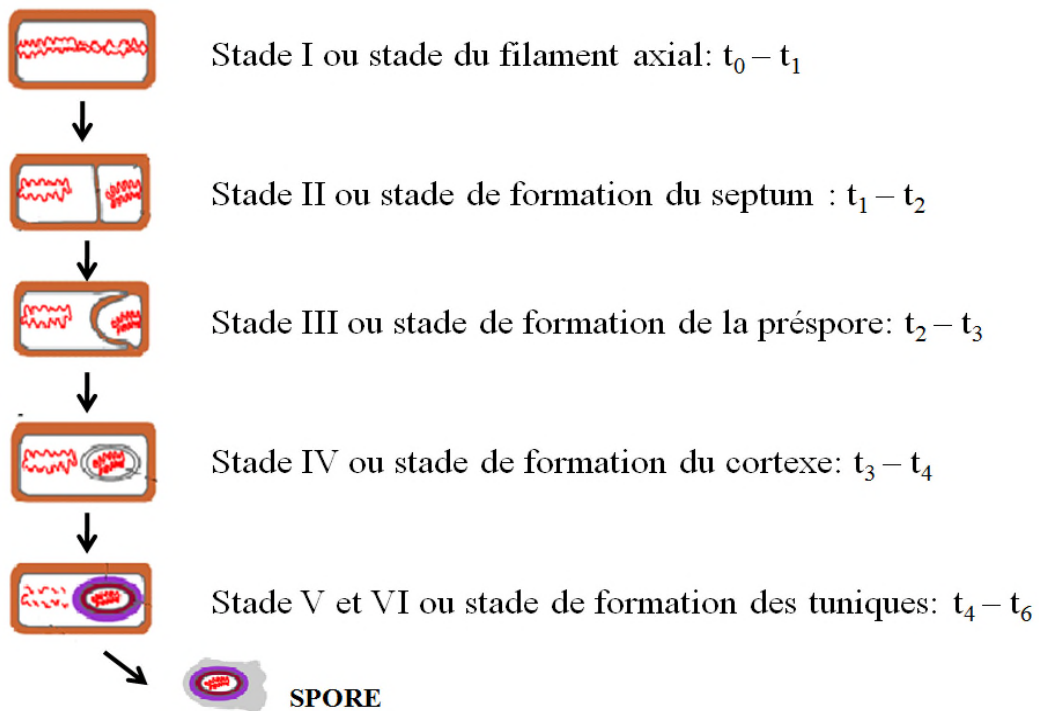 Stade I ou stade du filament axial: t₀ – t₁
Stade II ou stade de formation du septum : t₁ – t₂
Stade III ou stade de formation de la préspore: t₂ – t₃
Stade IV ou stade de formation du cortexe: t₃ – t₄
Stade V et VI ou stade de formation des tuniques: t₄ – t₆
SPORE